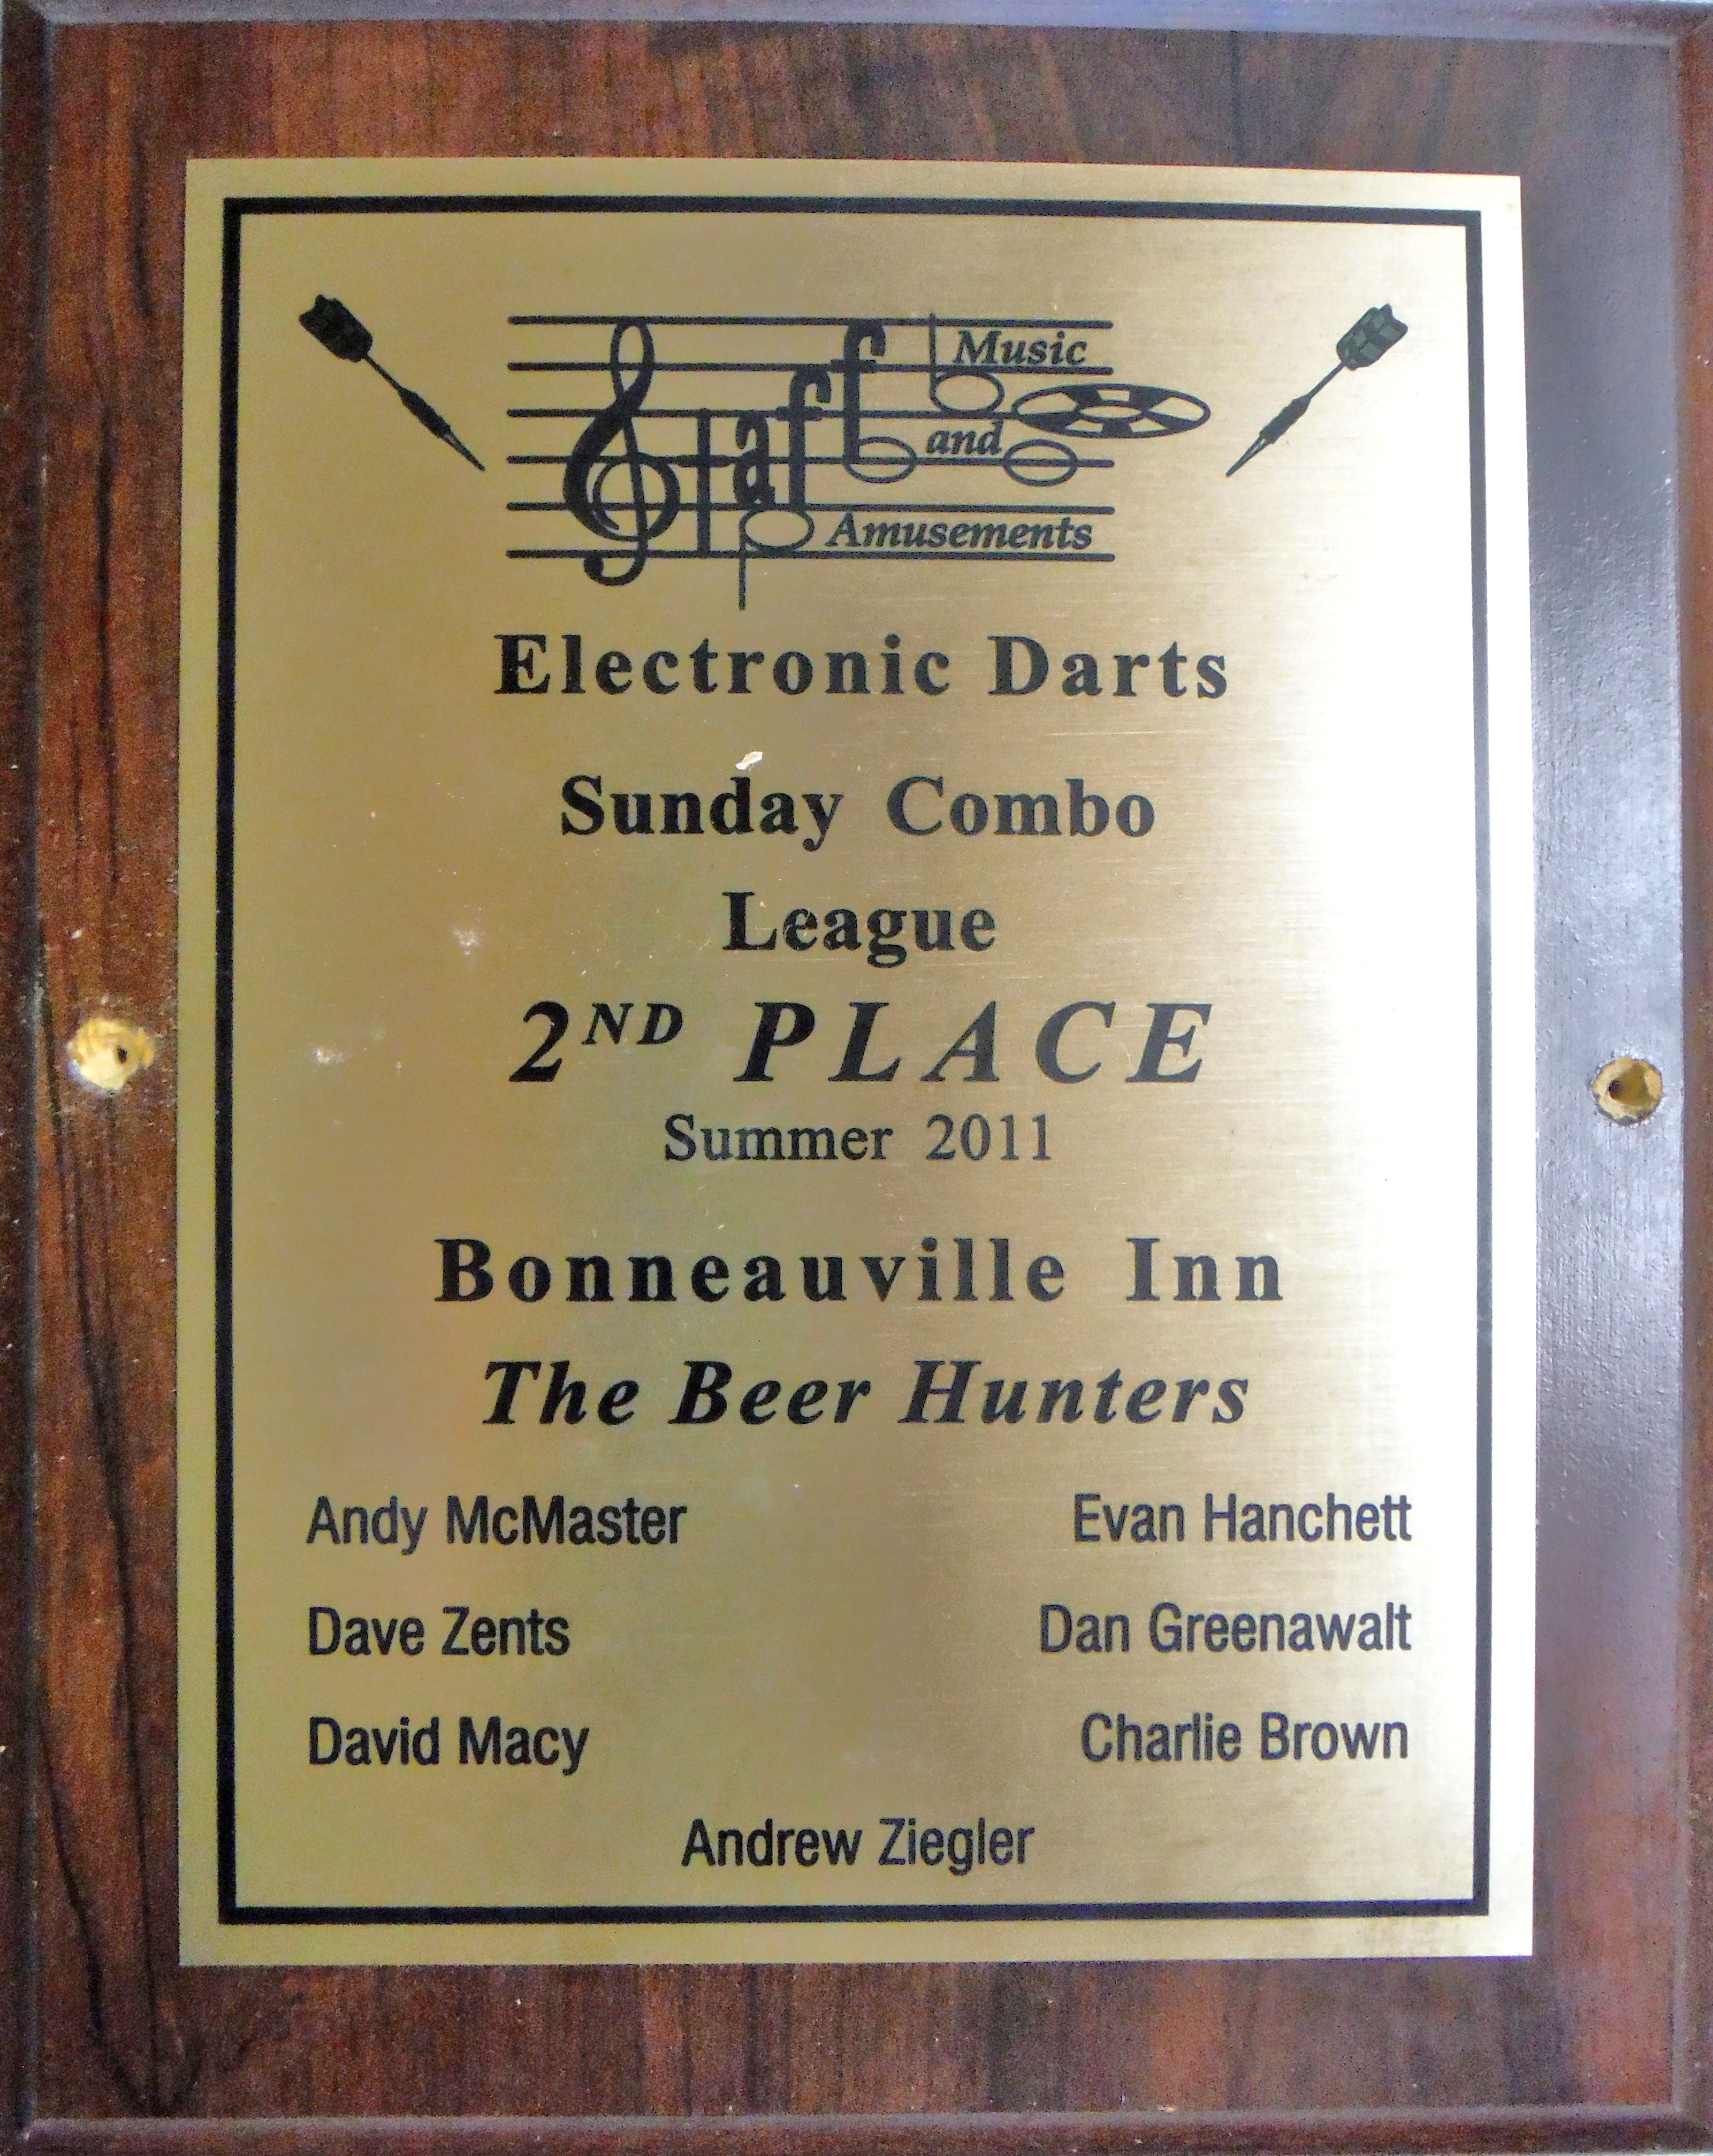 Staff Music
and
Amusements
Electronic Darts
Sunday Combo
League
2ND PLACE
Summer 2011
Bonneauville Inn
The Beer Hunters
Andy McMaster Evan Hanchett
Dave Zents Dan Greenawalt
David Macy Charlie Brown
Andrew Ziegler